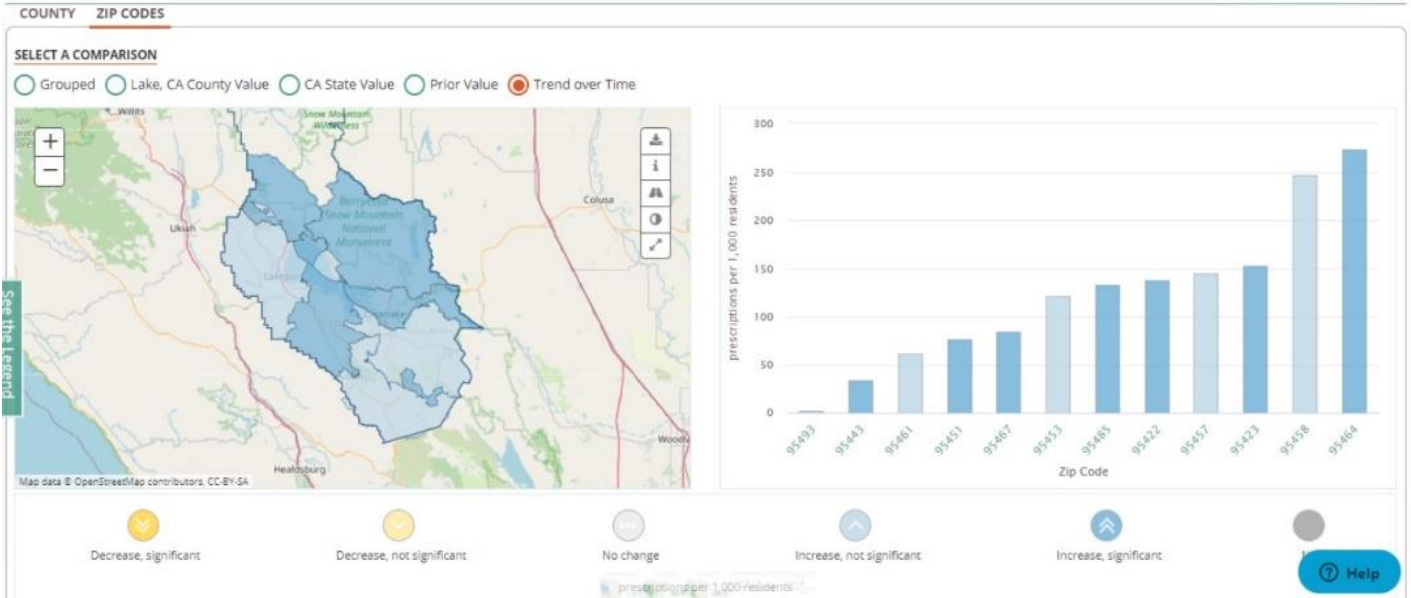 COUNTY ZIP CODES
SELECT A COMPARISON
Grouped Lake, CA County Value CA State Value Prior Value Trend over Time
+
−
Willits
Snow Mountain
Wilderness
Berryessa
Snow Mountain
National
Monument
Colusa
Ukiah
Lakeport
Clearlake
Healdsburg
Map data © OpenStreetMap contributors, CC-BY-SA
i
See the Legend
prescriptions per 1,000 residents
300
250
200
150
100
50
0
95493 95443 95461 95451 95467 95453 95485 95422 95457 95423 95458 95464
Zip Code
Decrease, significant Decrease, not significant No change Increase, not significant Increase, significant
? Help
prescriptions per 1,000 residents